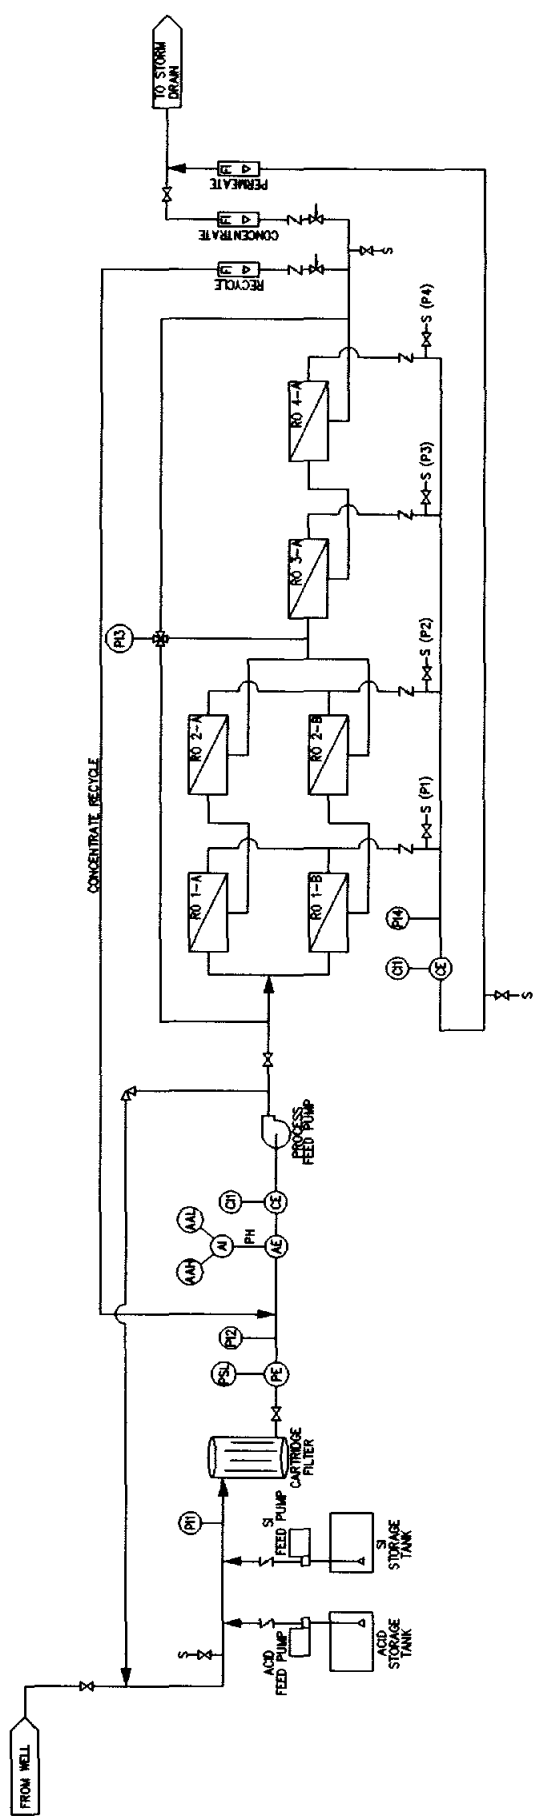 FROM WELL
S
ACID
FEED PUMP
ACID
STORAGE
TANK
SI
FEED PUMP
SI
STORAGE
TANK
PI1
CARTRIDGE
FILTER
PSL
PE
PI2
AAH
AAL
AI
PH
AE
CI1
CE
PROCESS
FEED PUMP
CONCENTRATE RECYCLE
RO 1-A
RO 1-B
RO 2-A
RO 2-B
PI3
RO 3-A
RO 4-A
CI1
CE
PI4
S (P1)
S (P2)
S (P3)
S (P4)
S
S
FI
RECYCLE
FI
CONCENTRATE
FI
PERMEATE
TO STORM
DRAIN